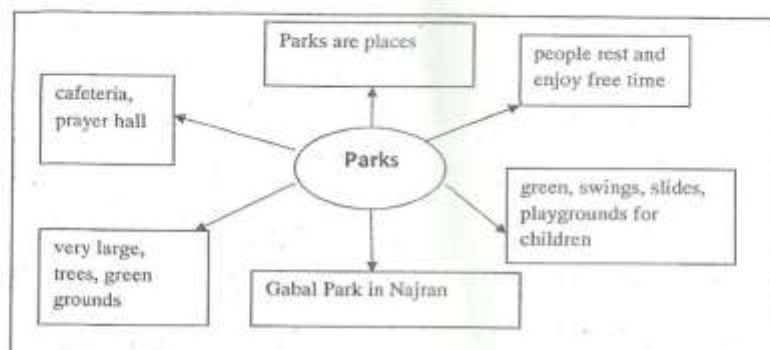 Parks are places
people rest and
enjoy free time
cafeteria,
prayer hall
Parks
green, swings, slides,
playgrounds for
children
very large,
trees, green
grounds
Gabal Park in Najran